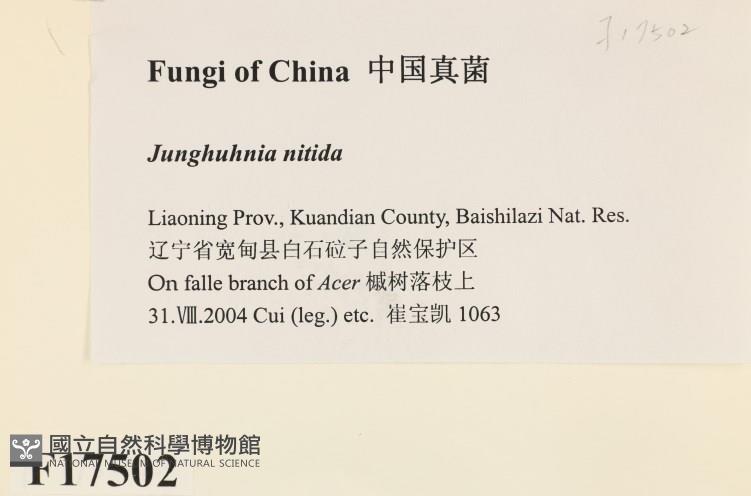 F17502
Fungi of China 中国真菌
Junghuhnia nitida
Liaoning Prov., Kuandian County, Baishilazi Nat. Res.
辽宁省宽甸县白石砬子自然保护区
On falle branch of Acer 槭树落枝上
31.Ⅷ.2004 Cui (leg.) etc. 崔宝凯 1063
國立自然科學博物館
NATIONAL MUSEUM OF NATURAL SCIENCE
F17502